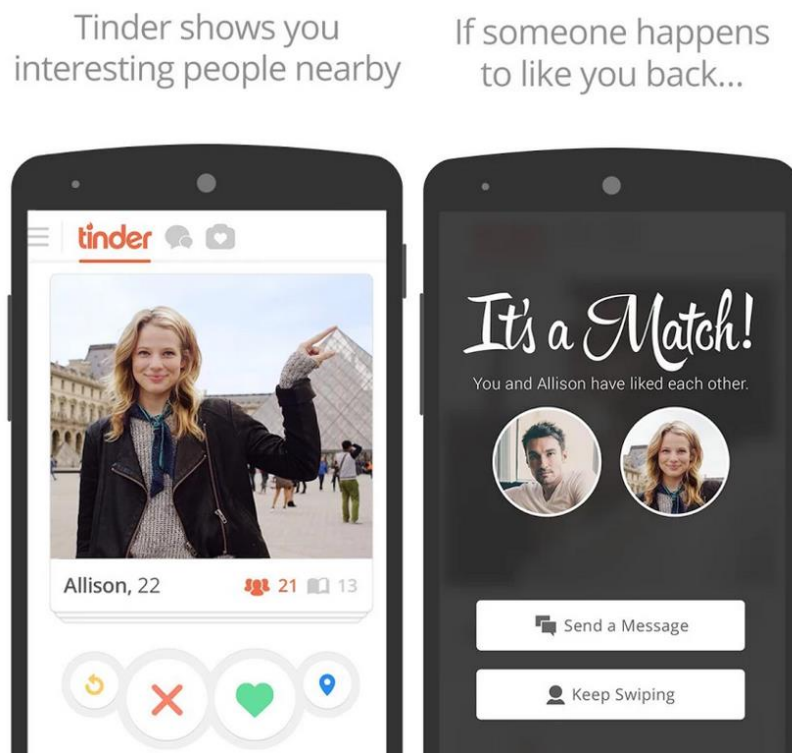 Tinder shows you
interesting people nearby
If someone happens
to like you back...
tinder
Allison, 22
21
13
It's a Match!
You and Allison have liked each other.
Send a Message
Keep Swiping